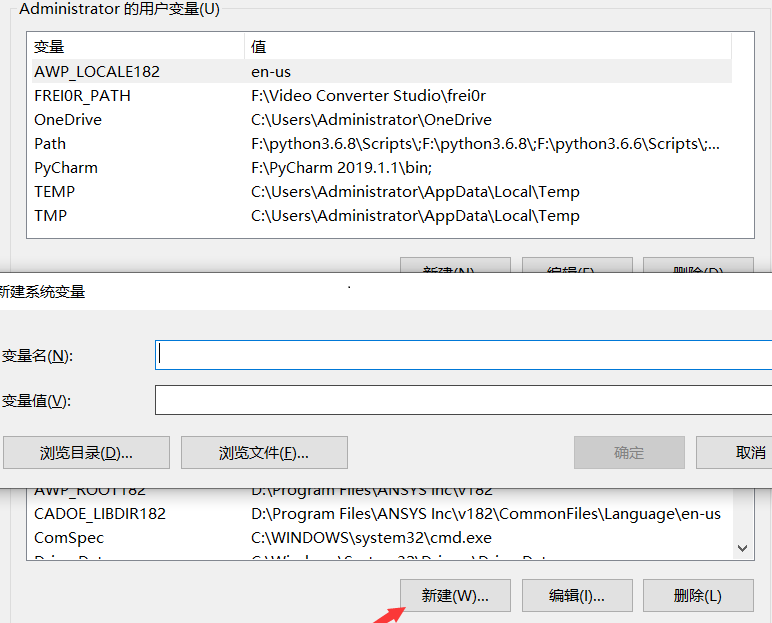 Administrator 的用户变量(U)
变量 值
AWP_LOCALE182 en-us
FREI0R_PATH F:\Video Converter Studio\frei0r
OneDrive C:\Users\Administrator\OneDrive
Path F:\python3.6.8\Scripts\;F:\python3.6.8\;F:\python3.6.6\Scripts\;...
PyCharm F:\PyCharm 2019.1.1\bin;
TEMP C:\Users\Administrator\AppData\Local\Temp
TMP C:\Users\Administrator\AppData\Local\Temp
新建(N)... 编辑(E)... 删除(D)
新建系统变量
变量名(N):
变量值(V):
浏览目录(D)... 浏览文件(F)... 确定 取消
AWP_ROOT182 D:\Program Files\ANSYS Inc\v182
CADOE_LIBDIR182 D:\Program Files\ANSYS Inc\v182\CommonFiles\Language\en-us
ComSpec C:\WINDOWS\system32\cmd.exe
DriverData C:\Windows\System32\Drivers\DriverData
新建(W)... 编辑(I)... 删除(L)